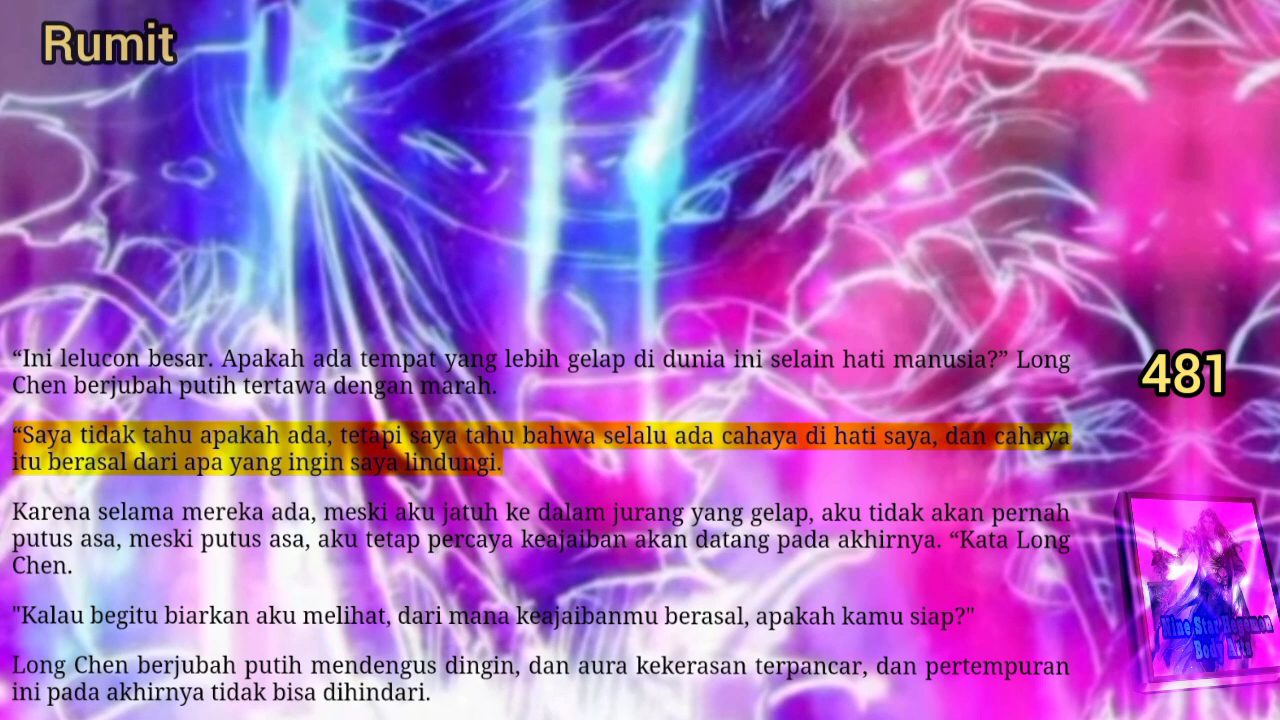 Rumit
“Ini lelucon besar. Apakah ada tempat yang lebih gelap di dunia ini selain hati manusia?” Long
Chen berjubah putih tertawa dengan marah.
“Saya tidak tahu apakah ada, tetapi saya tahu bahwa selalu ada cahaya di hati saya, dan cahaya
itu berasal dari apa yang ingin saya lindungi.
Karena selama mereka ada, meski aku jatuh ke dalam jurang yang gelap, aku tidak akan pernah
putus asa, meski putus asa, aku tetap percaya keajaiban akan datang pada akhirnya. “Kata Long
Chen.
"Kalau begitu biarkan aku melihat, dari mana keajaibanmu berasal, apakah kamu siap?"
Long Chen berjubah putih mendengus dingin, dan aura kekerasan terpancar, dan pertempuran
ini pada akhirnya tidak bisa dihindari.
481
Nine Star Hegemon
Body Arts